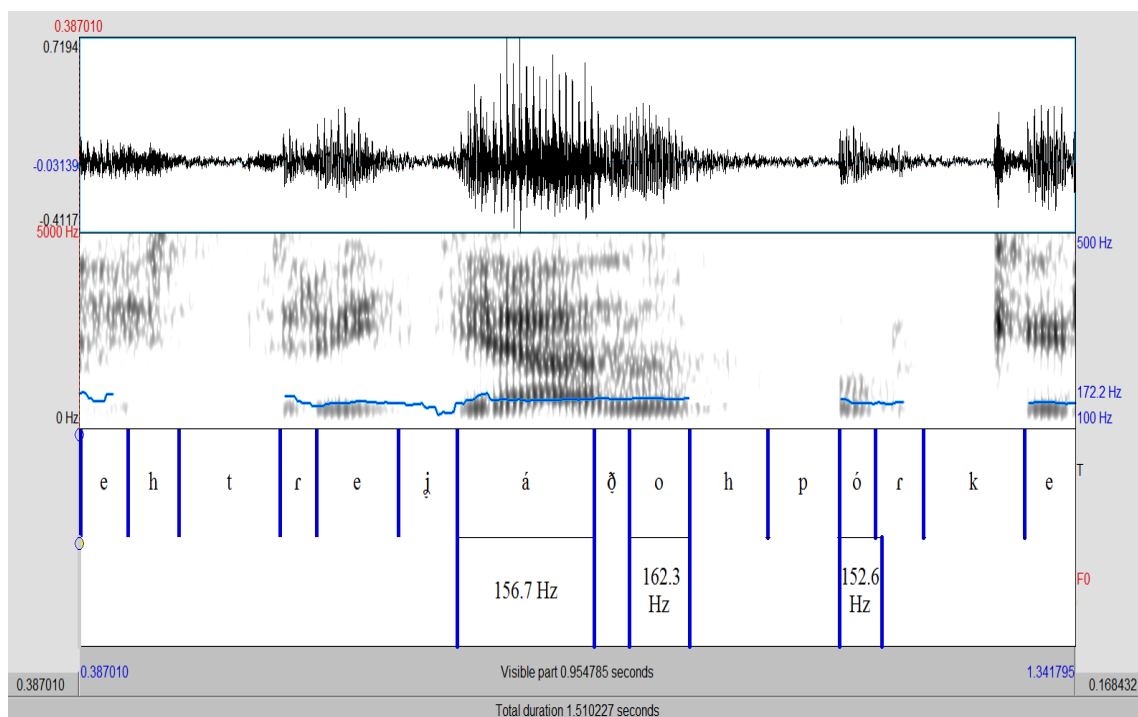 0.387010
0.7194
-0.03139
-0.4117
5000 Hz
500 Hz
172.2 Hz
0 Hz
100 Hz
e h t ɾ e j̞ á ð̞ o h p ó ɾ k e
T
156.7 Hz
162.3 Hz
152.6 Hz
F0
0.387010 Visible part 0.954785 seconds 1.341795
0.387010 0.168432
Total duration 1.510227 seconds